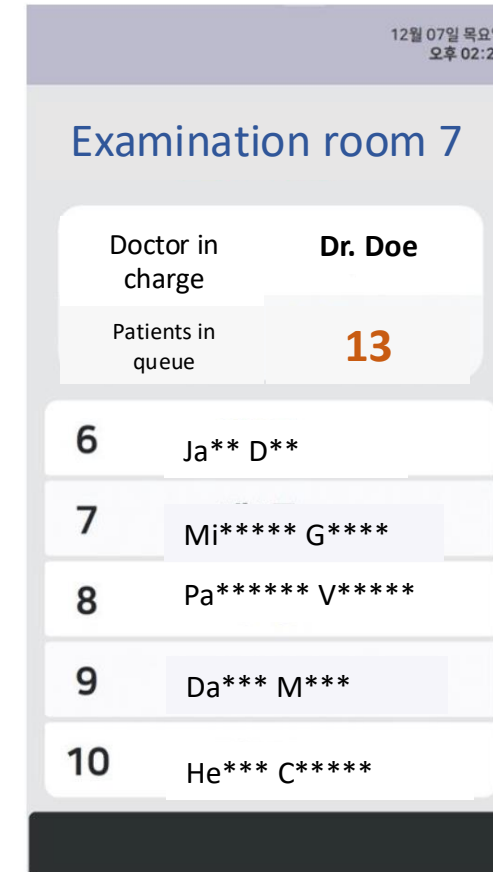 12월 07일 목요
오후 02:2
Examination room 7
Doctor in
charge
Dr. Doe
Patients in
queue
13
6 Ja** D**
7 Mi***** G****
8 Pa****** V*****
9 Da*** M***
10 He*** C*****